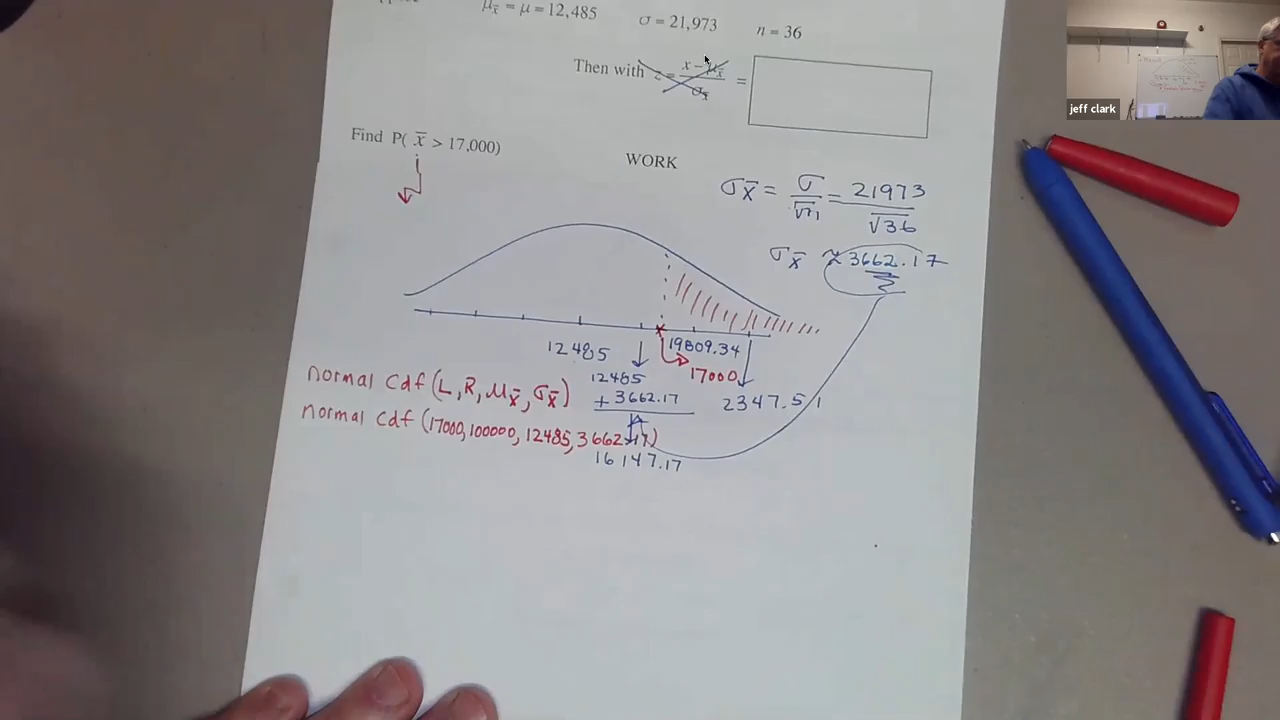 μx̄ = μ = 12,485 σ = 21,973 n = 36
Then with z = x − μx̄ / σx̄ =
Find P( x̄ > 17,000)
WORK
σx̄ = σ/√n = 21973/√36
σx̄ ≈ 3662.17
12485
19809.34
17000
12485
+ 3662.17
16147.17
2347.51
normal cdf (L, R, μx̄, σx̄)
normal cdf (17000, 100000, 12485, 3662.17)
jeff clark